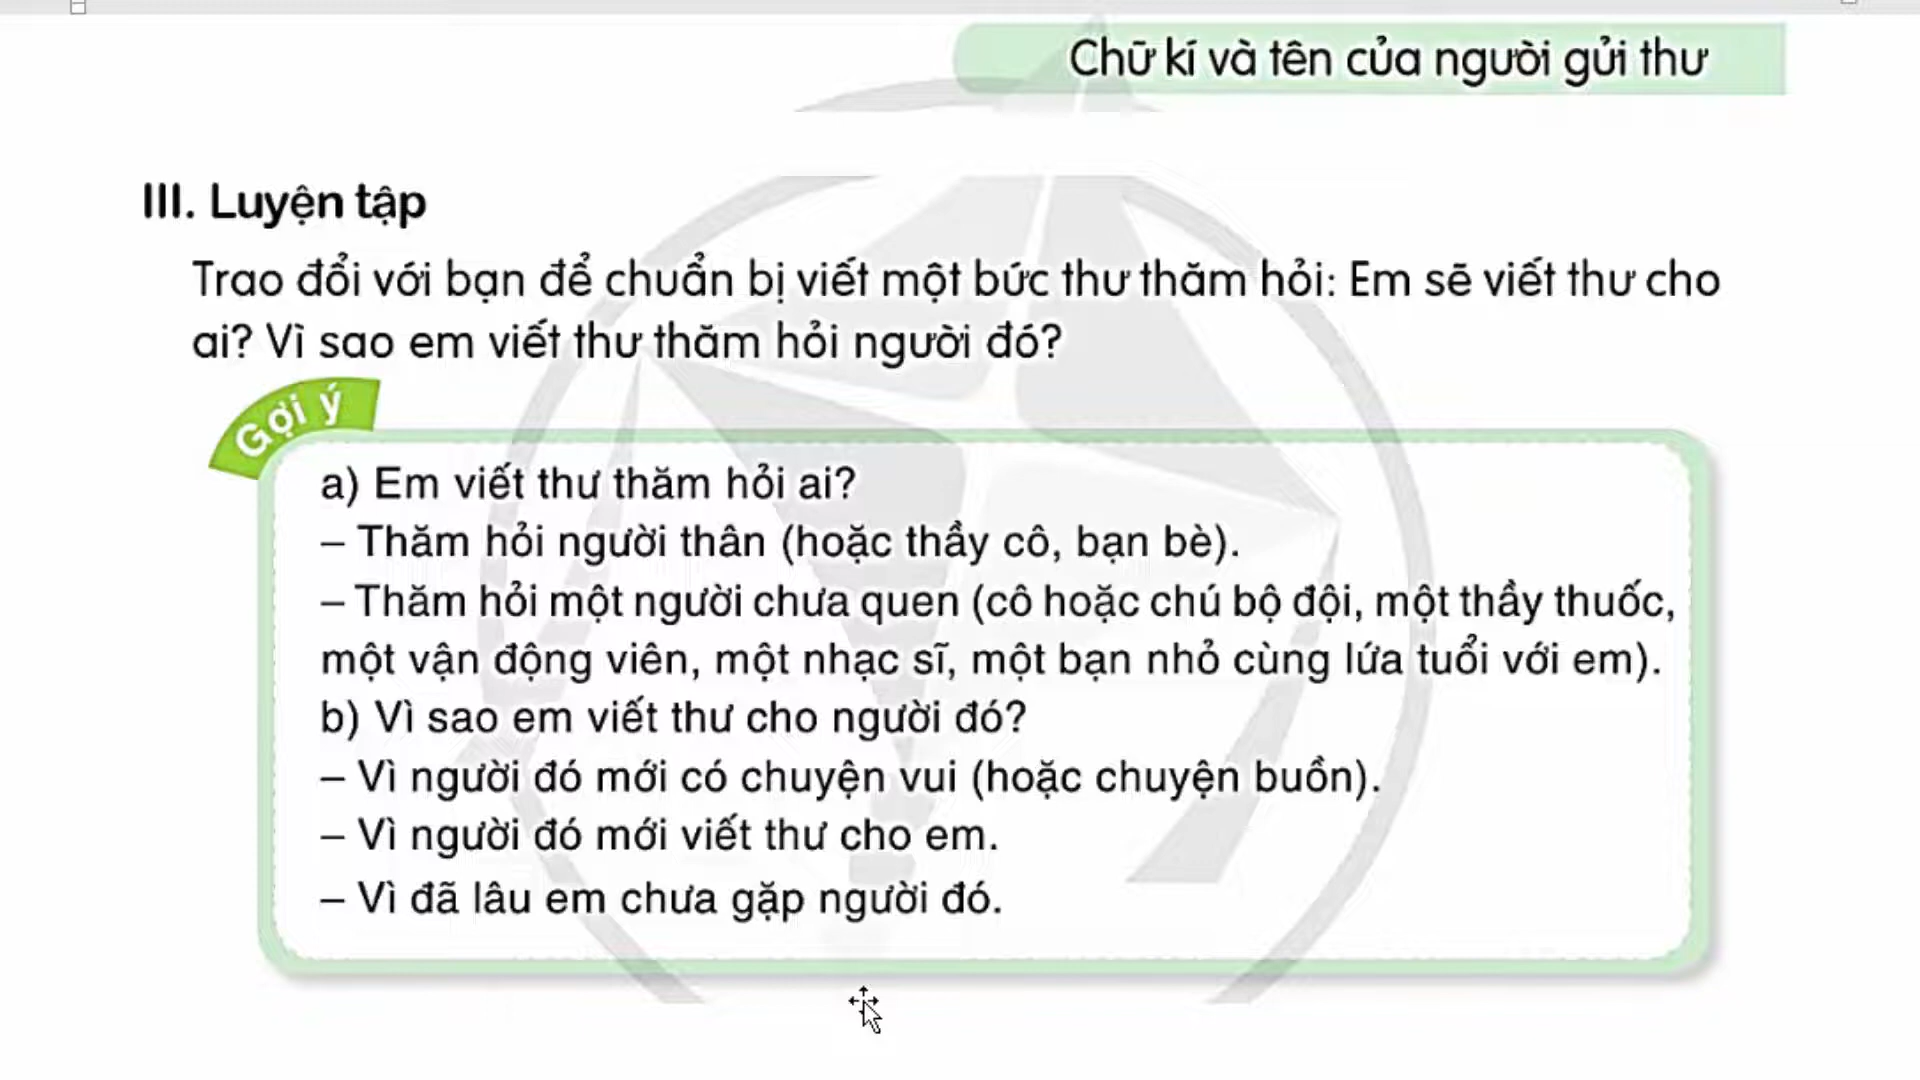 Chữ kí và tên của người gửi thư
III. Luyện tập
Trao đổi với bạn để chuẩn bị viết một bức thư thăm hỏi: Em sẽ viết thư cho
ai? Vì sao em viết thư thăm hỏi người đó?
Gợi ý
a) Em viết thư thăm hỏi ai?
– Thăm hỏi người thân (hoặc thầy cô, bạn bè).
– Thăm hỏi một người chưa quen (cô hoặc chú bộ đội, một thầy thuốc,
một vận động viên, một nhạc sĩ, một bạn nhỏ cùng lứa tuổi với em).
b) Vì sao em viết thư cho người đó?
– Vì người đó mới có chuyện vui (hoặc chuyện buồn).
– Vì người đó mới viết thư cho em.
– Vì đã lâu em chưa gặp người đó.